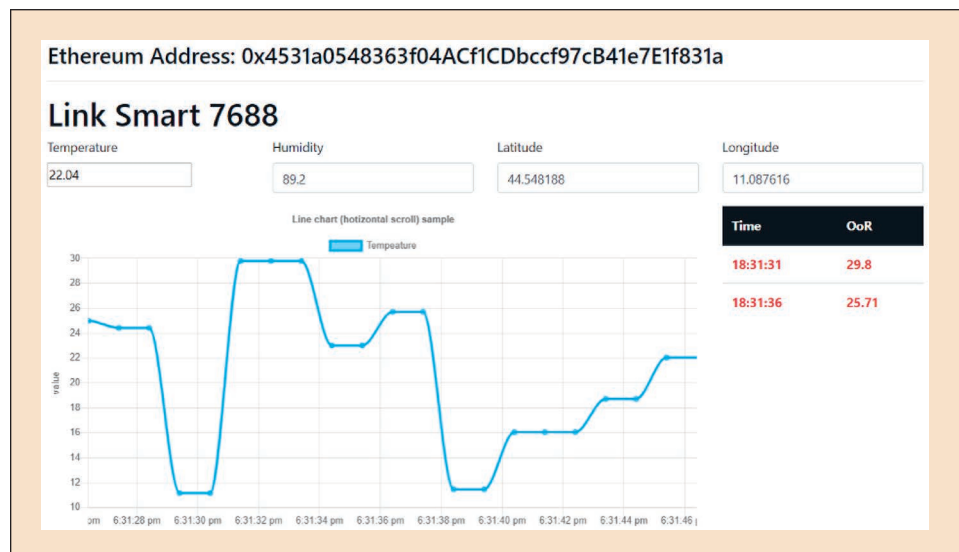 Ethereum Address: 0x4531a0548363f04ACf1CDbccf97cB41e7E1f831a
Link Smart 7688
Temperature Humidity Latitude Longitude
22.04 89.2 44.548188 11.087616
Line chart (hotizontal scroll) sample
Tempeature
Time OoR
18:31:31 29.8
18:31:36 25.71
30
28
26
24
22
20
18
16
14
12
10
value
pm 6:31:28 pm 6:31:30 pm 6:31:32 pm 6:31:34 pm 6:31:36 pm 6:31:38 pm 6:31:40 pm 6:31:42 pm 6:31:44 pm 6:31:46